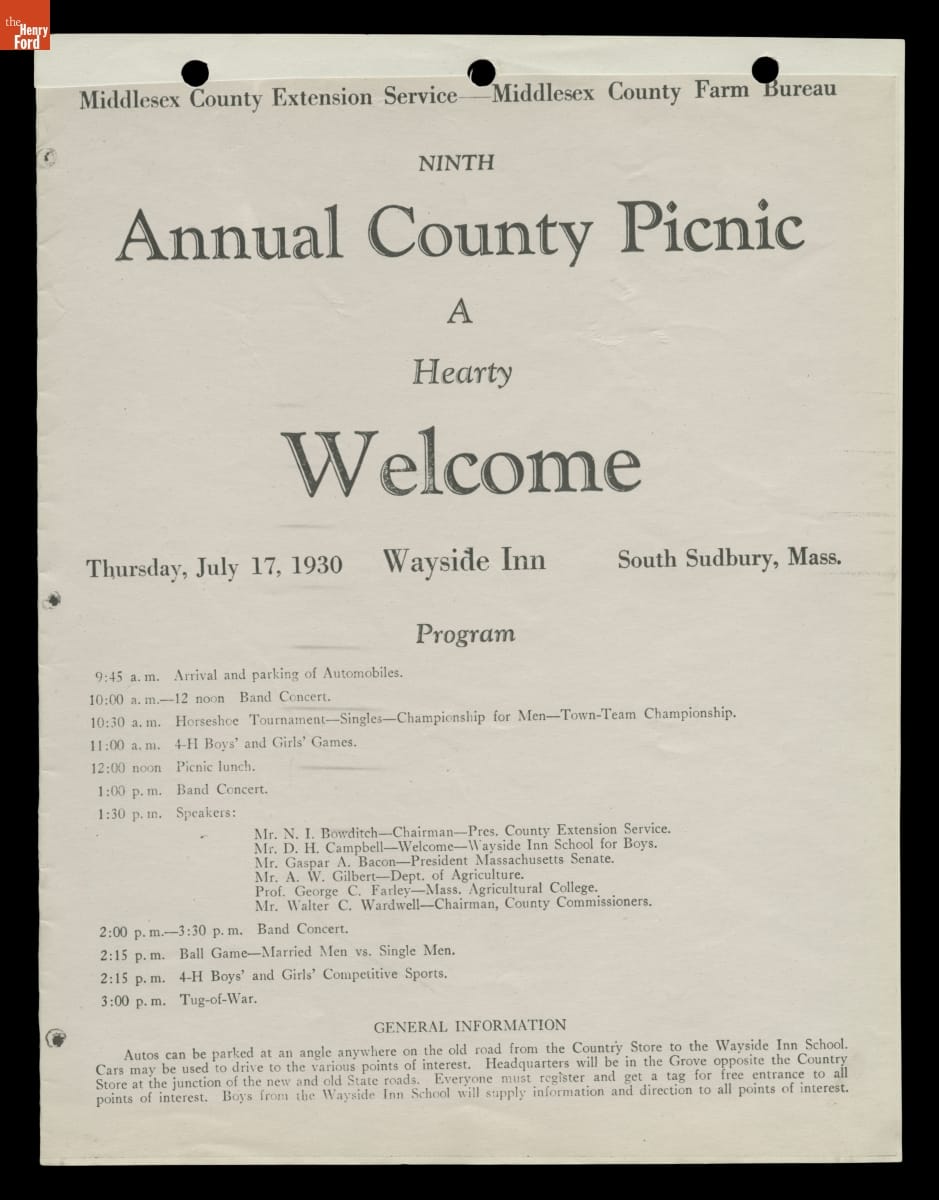 the
Henry
Ford
Middlesex County Extension Service—Middlesex County Farm Bureau
NINTH
Annual County Picnic
A
Hearty
Welcome
Thursday, July 17, 1930 Wayside Inn South Sudbury, Mass.
Program
9:45 a. m. Arrival and parking of Automobiles.
10:00 a. m.—12 noon Band Concert.
10:30 a. m. Horseshoe Tournament—Singles—Championship for Men—Town-Team Championship.
11:00 a. m. 4-H Boys' and Girls' Games.
12:00 noon Picnic lunch.
1:00 p. m. Band Concert.
1:30 p. m. Speakers:
Mr. N. I. Bowditch—Chairman—Pres. County Extension Service.
Mr. D. H. Campbell—Welcome—Wayside Inn School for Boys.
Mr. Gaspar A. Bacon—President Massachusetts Senate.
Mr. A. W. Gilbert—Dept. of Agriculture.
Prof. George C. Farley—Mass. Agricultural College.
Mr. Walter C. Wardwell—Chairman, County Commissioners.
2:00 p. m.—3:30 p. m. Band Concert.
2:15 p. m. Ball Game—Married Men vs. Single Men.
2:15 p. m. 4-H Boys' and Girls' Competitive Sports.
3:00 p. m. Tug-of-War.
GENERAL INFORMATION
Autos can be parked at an angle anywhere on the old road from the Country Store to the Wayside Inn School.
Cars may be used to drive to the various points of interest. Headquarters will be in the Grove opposite the Country
Store at the junction of the new and old State roads. Everyone must register and get a tag for free entrance to all
points of interest. Boys from the Wayside Inn School will supply information and direction to all points of interest.